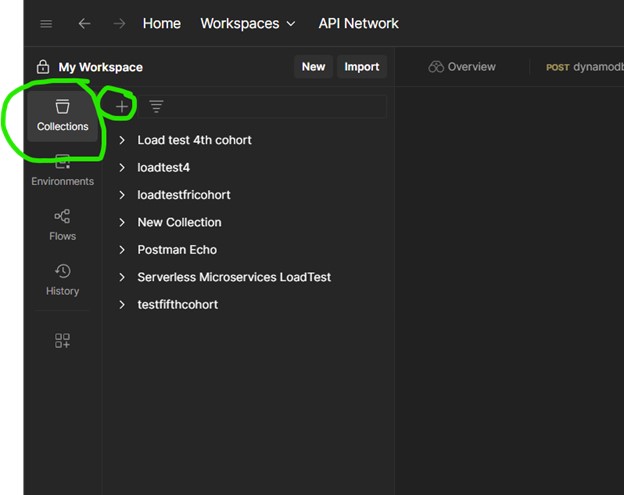 Home Workspaces API Network
My Workspace New Import Overview POST dynamodb
Collections
Load test 4th cohort
loadtest4
Environments
loadtestfricohort
New Collection
Flows
Postman Echo
Serverless Microservices LoadTest
History
testfifthcohort